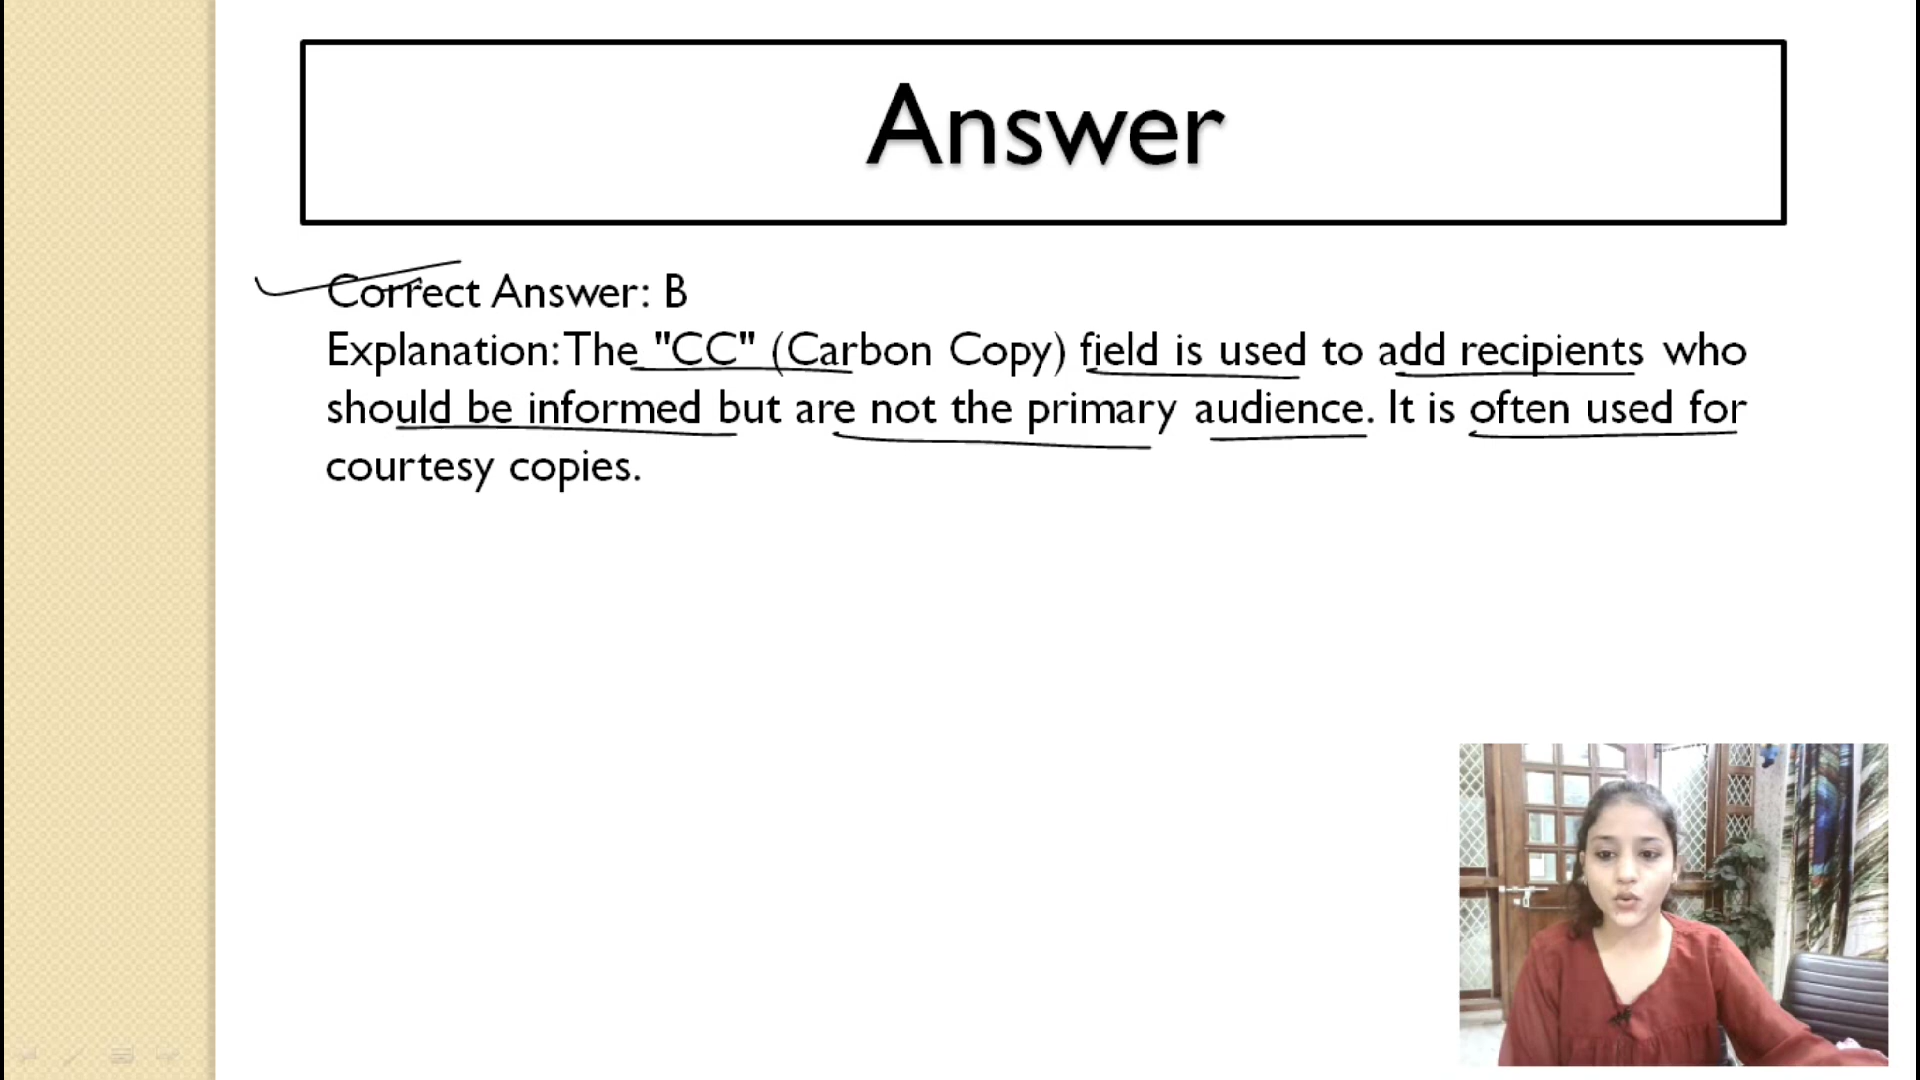 Answer
Correct Answer: B
Explanation: The "CC" (Carbon Copy) field is used to add recipients who
should be informed but are not the primary audience. It is often used for
courtesy copies.